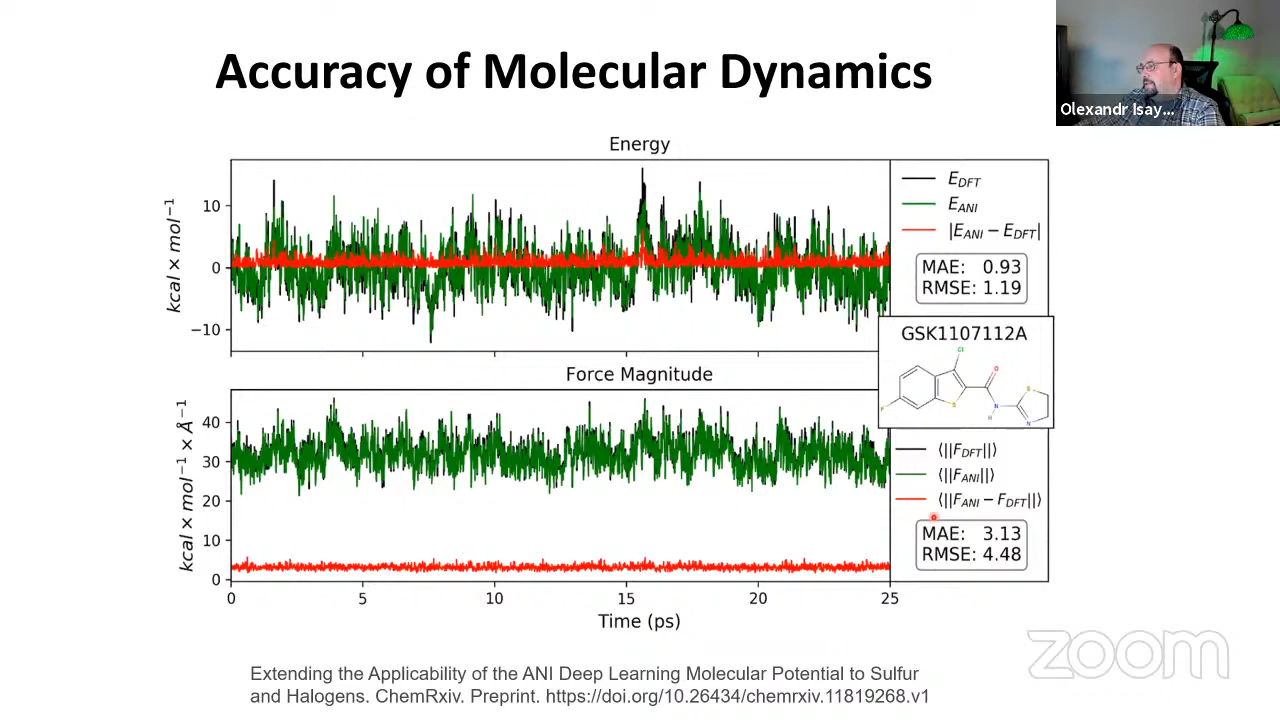 Accuracy of Molecular Dynamics
Olexandr Isay...
Energy
kcal × mol⁻¹
10
0
−10
E_DFT
E_ANI
|E_ANI − E_DFT|
MAE: 0.93
RMSE: 1.19
GSK1107112A
Cl
O
S
F
S
N
H
N
Force Magnitude
kcal × mol⁻¹ × Å⁻¹
40
30
20
10
0
⟨||F_DFT||⟩
⟨||F_ANI||⟩
⟨||F_ANI − F_DFT||⟩
MAE: 3.13
RMSE: 4.48
0 5 10 15 20 25
Time (ps)
zoom
Extending the Applicability of the ANI Deep Learning Molecular Potential to Sulfur
and Halogens. ChemRxiv. Preprint. https://doi.org/10.26434/chemrxiv.11819268.v1